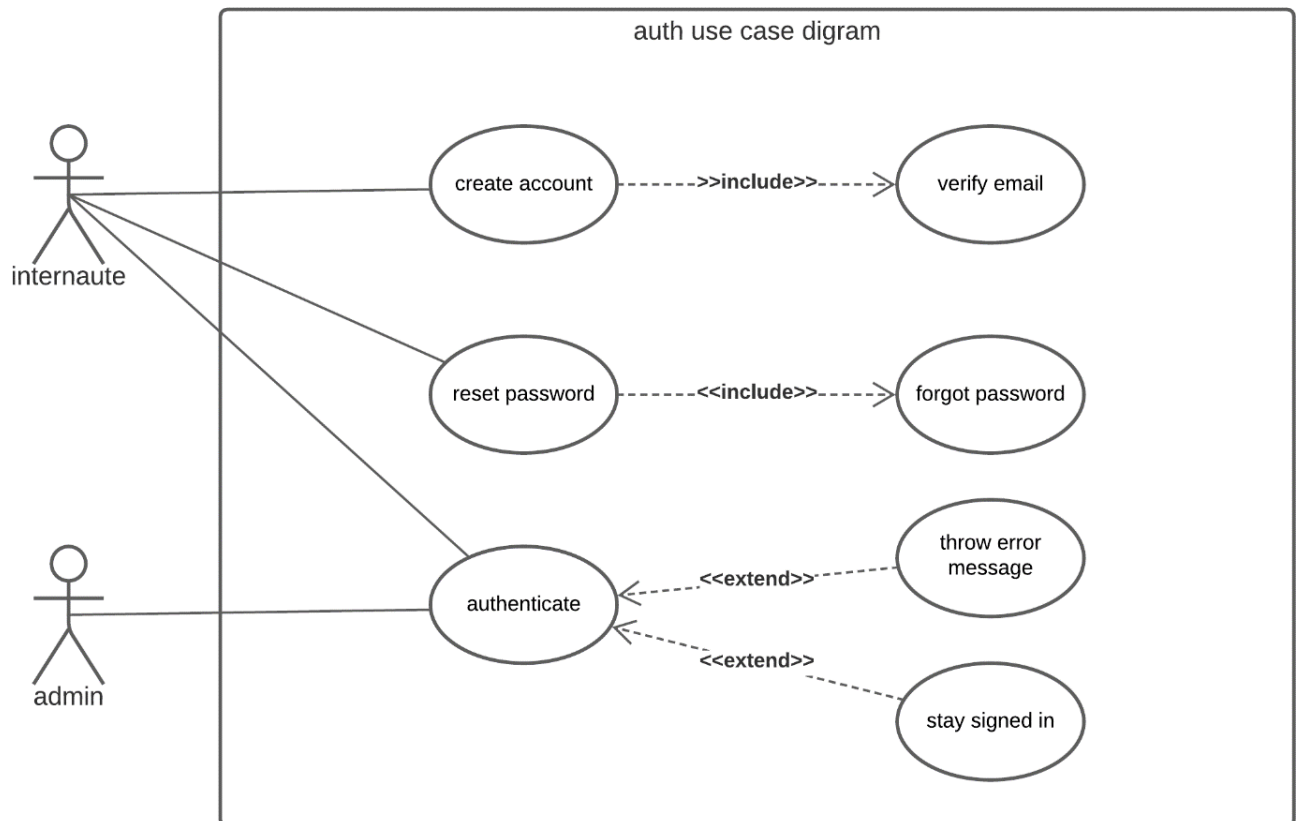 auth use case digram
create account
>>include>>
verify email
internaute
reset password
<<include>>
forgot password
throw error
message
<<extend>>
authenticate
<<extend>>
admin
stay signed in